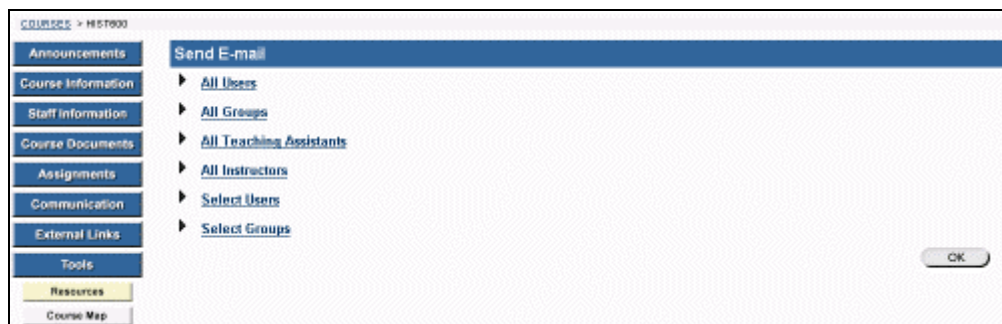 COURSES > HIST600
Announcements
Course Information
Staff Information
Course Documents
Assignments
Communication
External Links
Tools
Resources
Course Map
Send E-mail
All Users
All Groups
All Teaching Assistants
All Instructors
Select Users
Select Groups
OK